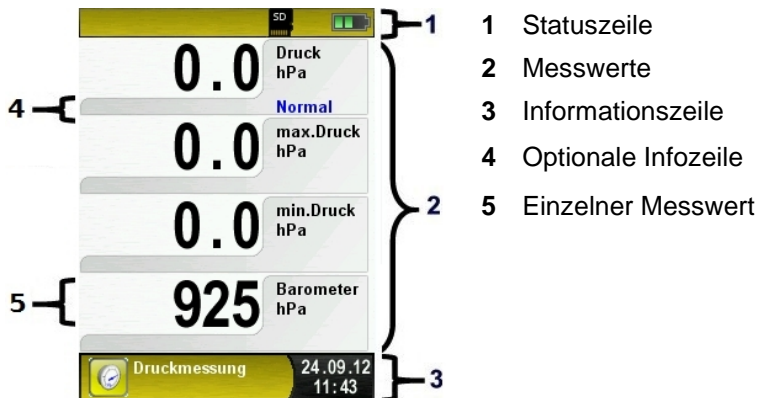 SD
1
1 Statuszeile
0.0 Druck
hPa
Normal
2 Messwerte
3 Informationszeile
4
0.0 max.Druck
hPa
4 Optionale Infozeile
0.0 min.Druck
hPa
2
5 Einzelner Messwert
5
925 Barometer
hPa
Druckmessung 24.09.12
11:43
3